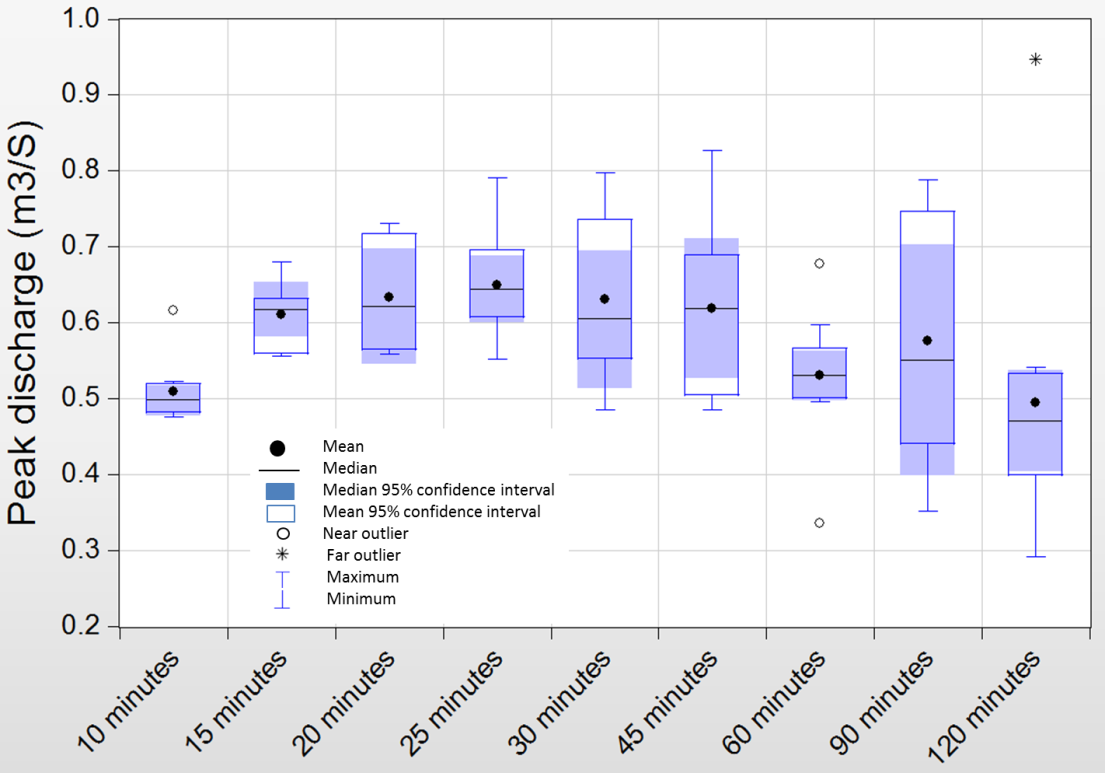 Peak discharge (m3/S)
1.0
0.9
0.8
0.7
0.6
0.5
0.4
0.3
0.2
Mean
Median
Median 95% confidence interval
Mean 95% confidence interval
Near outlier
Far outlier
Maximum
Minimum
10 minutes
15 minutes
20 minutes
25 minutes
30 minutes
45 minutes
60 minutes
90 minutes
120 minutes